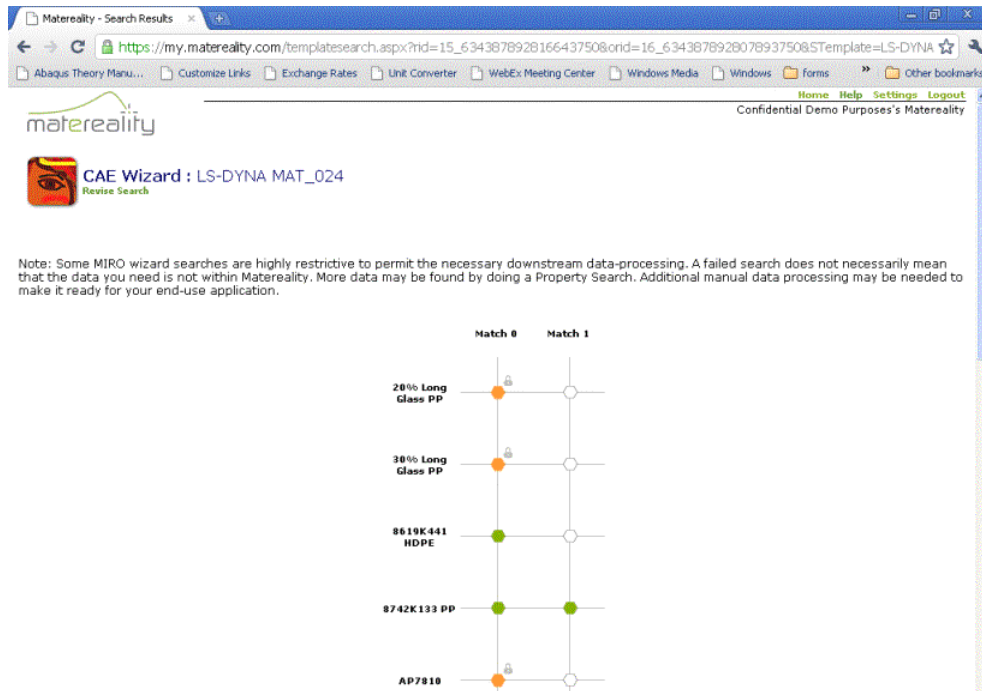 Matereality - Search Results
https://my.matereality.com/templatesearch.aspx?rid=15_634387892816643750&orid=16_634387892807893750&STemplate=LS-DYNA
Abaqus Theory Manu... Customize Links Exchange Rates Unit Converter WebEx Meeting Center Windows Media Windows forms » Other bookmarks
Home Help Settings Logout
matereality
Confidential Demo Purposes's Matereality
CAE Wizard : LS-DYNA MAT_024
Revise Search
Note: Some MIRO wizard searches are highly restrictive to permit the necessary downstream data-processing. A failed search does not necessarily mean
that the data you need is not within Matereality. More data may be found by doing a Property Search. Additional manual data processing may be needed to
make it ready for your end-use application.
Match 0 Match 1
20% Long
Glass PP
30% Long
Glass PP
8619K441
HDPE
8742K133 PP
AP7810